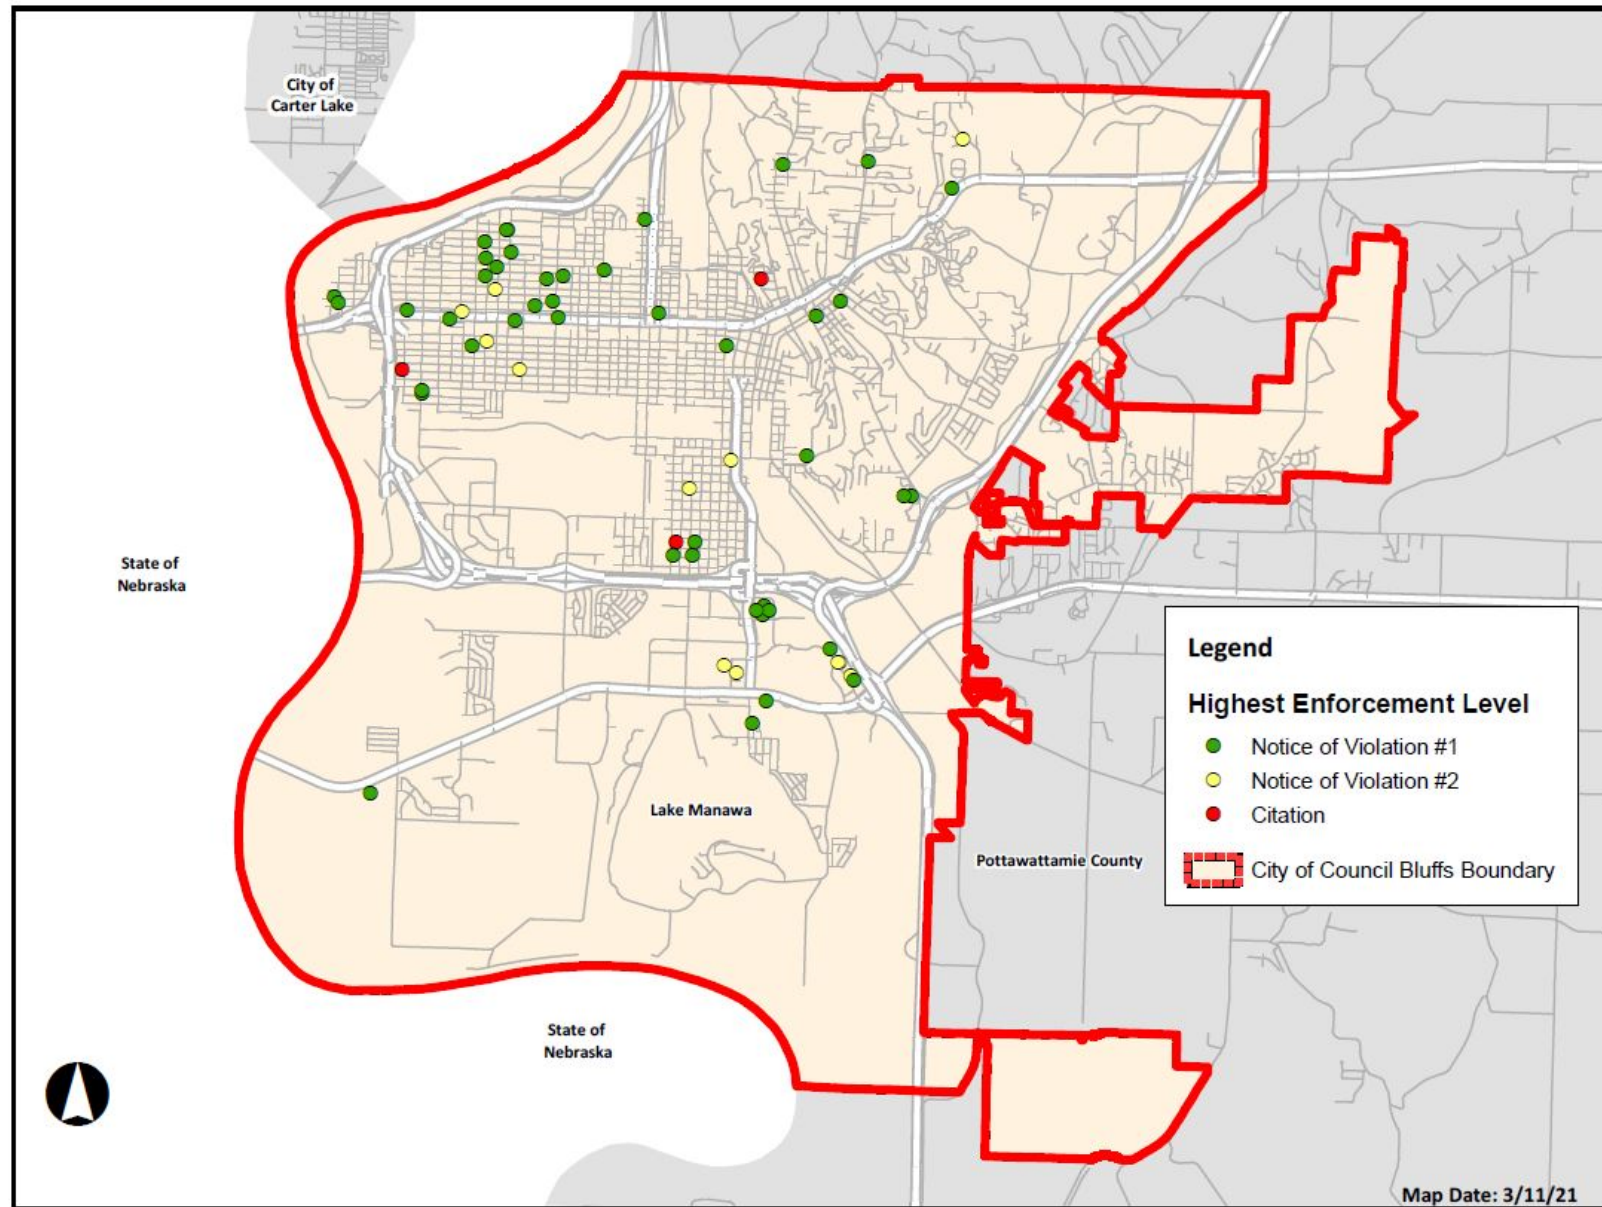 City of
Carter Lake
State of
Nebraska
Legend
Highest Enforcement Level
Notice of Violation #1
Notice of Violation #2
Citation
City of Council Bluffs Boundary
Lake Manawa
Pottawattamie County
State of
Nebraska
Map Date: 3/11/21